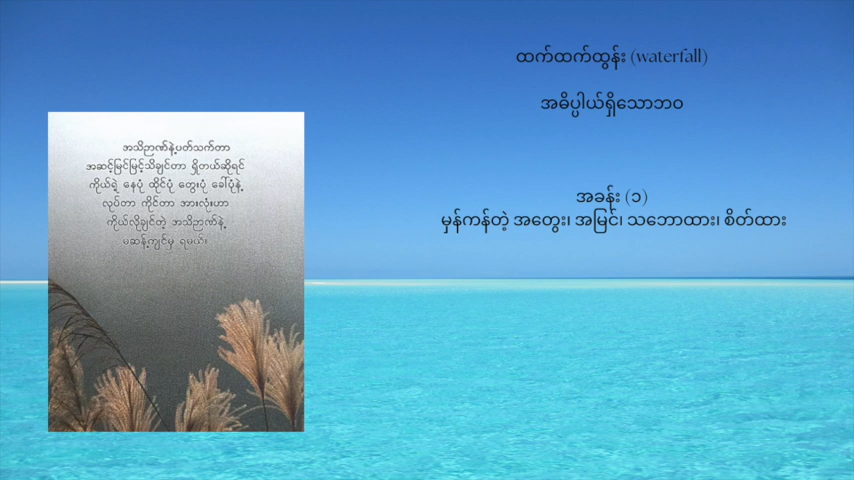 ထက်ထက်ထွန်း (waterfall)
အဓိပ္ပါယ်ရှိသောဘဝ
အခန်း (၁)
မှန်ကန်တဲ့ အတွေး၊ အမြင်၊ သဘောထား၊ စိတ်ထား
အသိဉာဏ်နဲ့ပတ်သက်တာ
အဆင့်မြင်မြင့်သိချင်တာ ရှိတယ်ဆိုရင်
ကိုယ်ရဲ့ နေပုံ ထိုင်ပုံ တွေးပုံ ခေါ်ပုံနဲ့
လုပ်တာ ကိုင်တာ အားလုံးဟာ
ကိုယ်လိုချင်တဲ့ အသိဉာဏ်နဲ့
မဆန့်ကျင်မှ ရမယ်။